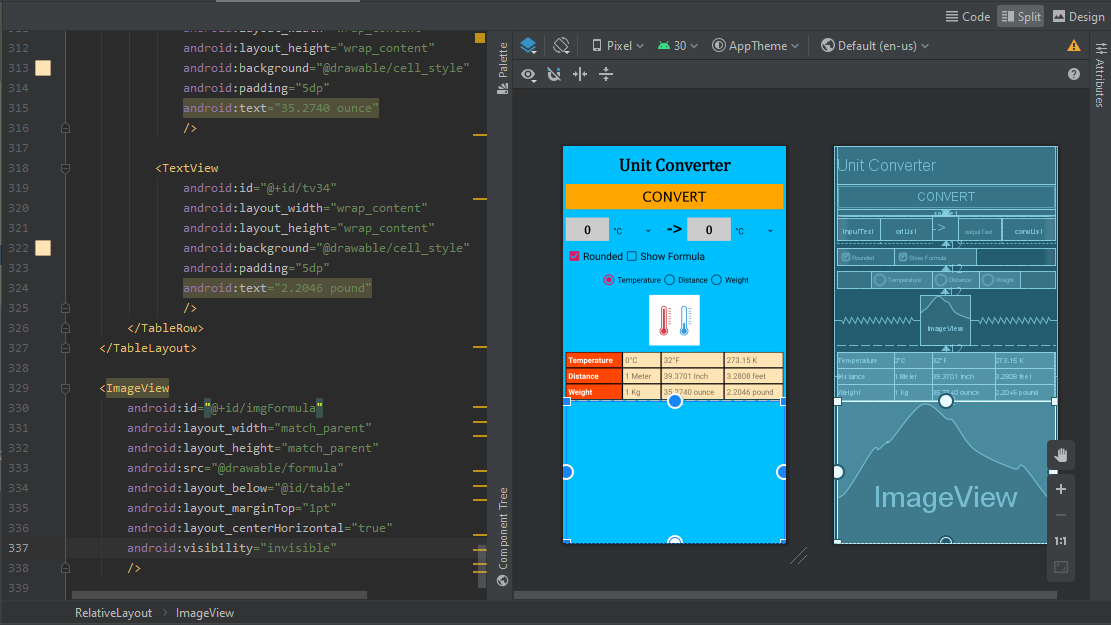 Code Split Design
312 android:layout_height="wrap_content"
313 android:background="@drawable/cell_style"
314 android:padding="5dp"
315 android:text="35.2740 ounce"
316 />
317
318 <TextView
319 android:id="@+id/tv34"
320 android:layout_width="wrap_content"
321 android:layout_height="wrap_content"
322 android:background="@drawable/cell_style"
323 android:padding="5dp"
324 android:text="2.2046 pound"
325 />
326 </TableRow>
327 </TableLayout>
328
329 <ImageView
330 android:id="@+id/imgFormula"
331 android:layout_width="match_parent"
332 android:layout_height="match_parent"
333 android:src="@drawable/formula"
334 android:layout_below="@id/table"
335 android:layout_marginTop="1pt"
336 android:layout_centerHorizontal="true"
337 android:visibility="invisible"
338 />
339
RelativeLayout > ImageView
Palette
Component Tree
Pixel 30 AppTheme Default (en-us)
Attributes
Unit Converter
CONVERT
0 °C -> 0 °C
Rounded Show Formula
Temperature Distance Weight
Temperature 0°C 32°F 273.15 K
Distance 1 Meter 39.3701 Inch 3.2808 feet
Weight 1 Kg 35.2740 ounce 2.2046 pound
Unit Converter
CONVERT
inputText -> outputText
Rounded Show Formula
Temperature Distance Weight
ImageView
Temperature 32°F 273.15 K
Distance 1 Meter 39.3701 Inch 3.2808 feet
Weight 1 Kg 35.2740 ounce 2.2046 pound
ImageView
1:1